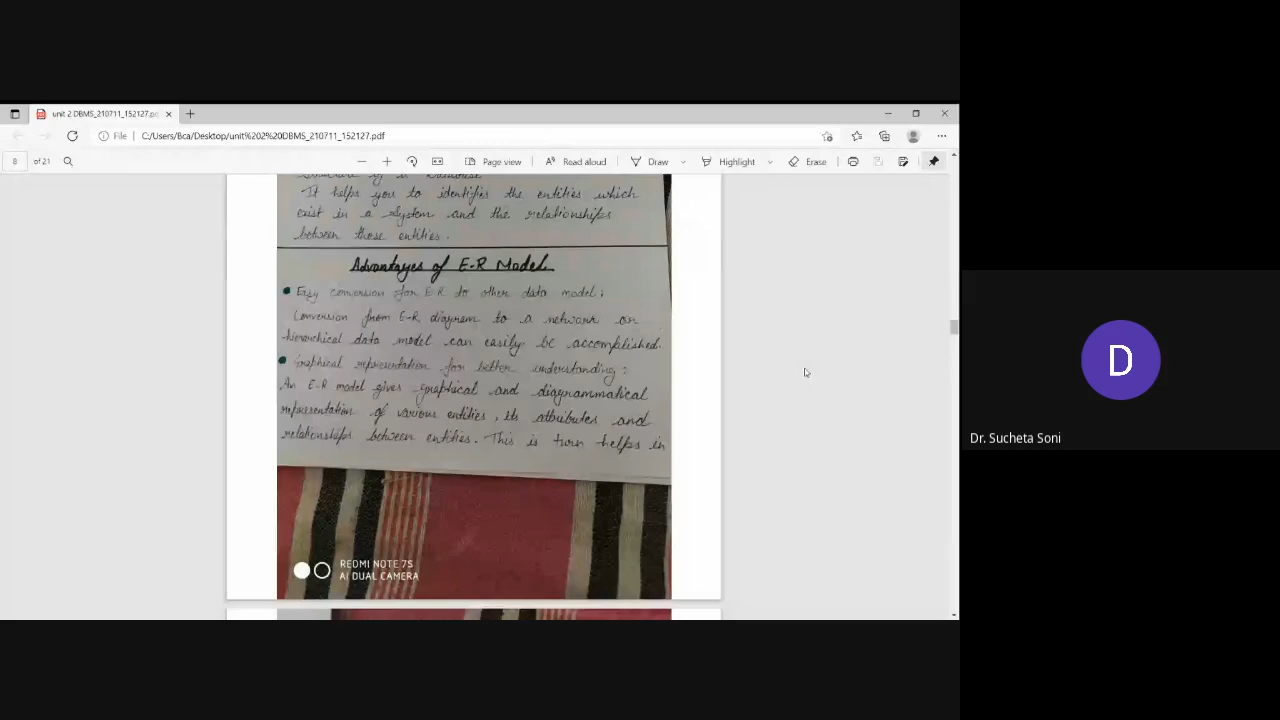 unit 2 DBMS_210711_152127.pd
File
C:/Users/Bca/Desktop/unit%202%20DBMS_210711_152127.pdf
8 of 21
Page view
Read aloud
Draw
Highlight
Erase
It helps you to identifies the entities which
exist in a system and the relationships
between those entities.
Advantages of E-R Model
Easy conversion for E-R to other data model:
Conversion from E-R diagram to a network or
hierarchical data model can easily be accomplished.
Graphical representation for better understanding:
An E-R model gives graphical and diagrammatical
representation of various entities, its attributes and
relationships between entities. This is turn helps in
REDMI NOTE 7S
AI DUAL CAMERA
D
Dr. Sucheta Soni